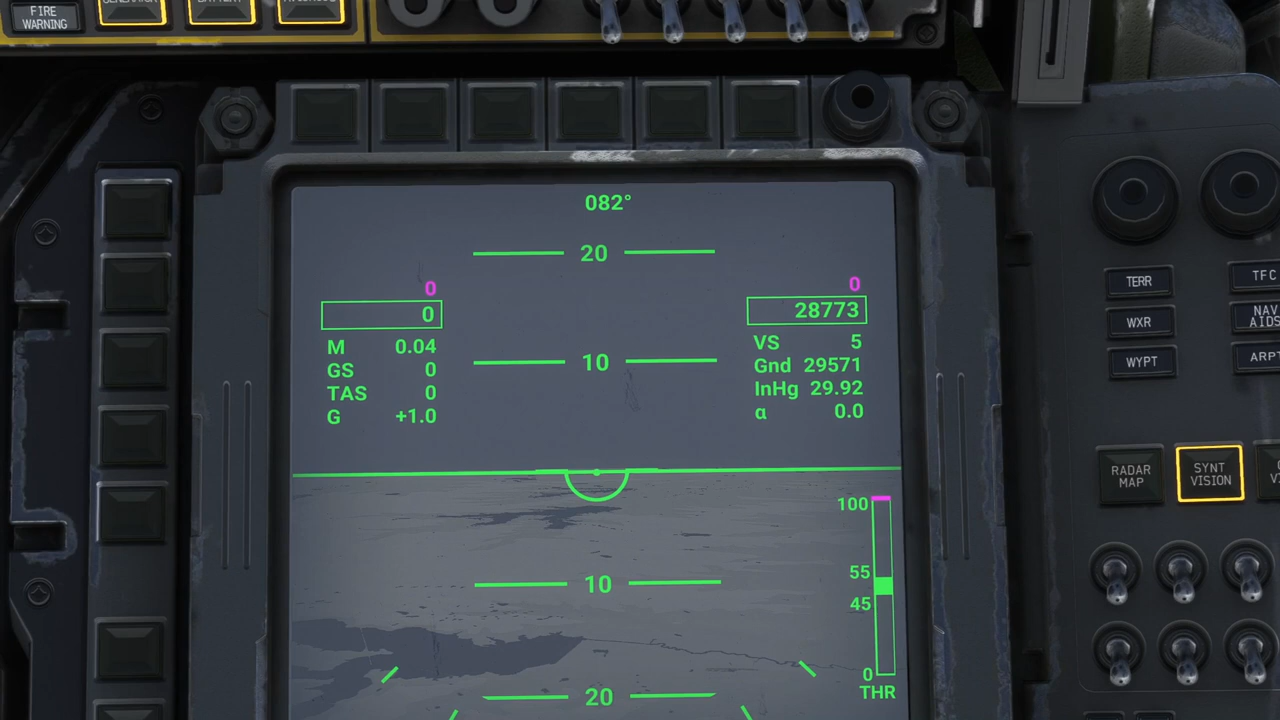 FIRE
WARNING
082°
20
0
0
0
28773
M 0.04
VS 5
GS 0
10
Gnd 29571
TAS 0
InHg 29.92
G +1.0
α 0.0
TERR
TFC
WXR
NAV
AIDS
WYPT
ARPT
RADAR
MAP
SYNT
VISION
100
55
10
45
0
20
THR